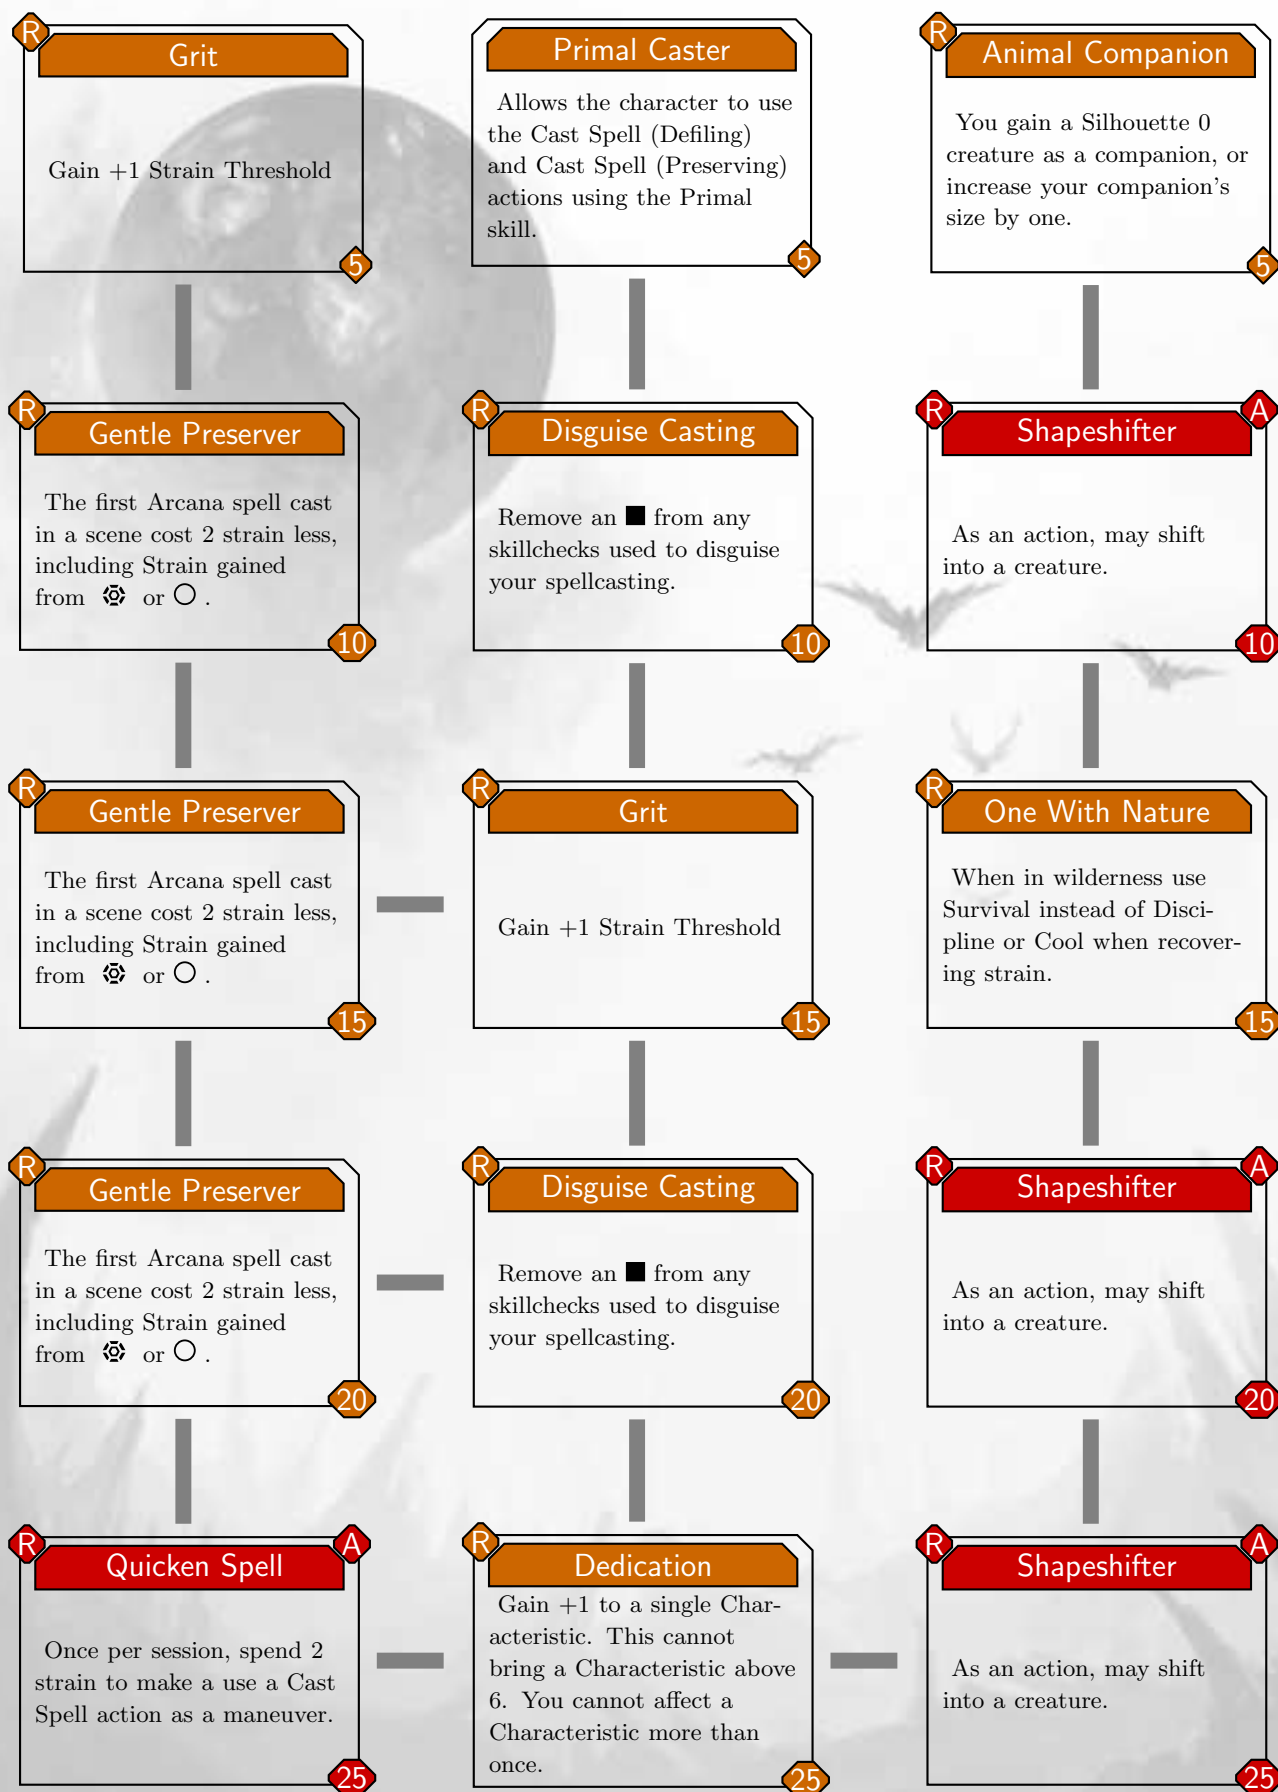 R
Grit
Gain +1 Strain Threshold
5
Primal Caster
Allows the character to use
the Cast Spell (Defiling)
and Cast Spell (Preserving)
actions using the Primal
skill.
5
R
Animal Companion
You gain a Silhouette 0
creature as a companion, or
increase your companion's
size by one.
5
R
Gentle Preserver
The first Arcana spell cast
in a scene cost 2 strain less,
including Strain gained
from or .
10
R
Disguise Casting
Remove an ■ from any
skillchecks used to disguise
your spellcasting.
10
R
A
Shapeshifter
As an action, may shift
into a creature.
10
R
Gentle Preserver
The first Arcana spell cast
in a scene cost 2 strain less,
including Strain gained
from or .
15
R
Grit
Gain +1 Strain Threshold
15
R
One With Nature
When in wilderness use
Survival instead of Disci-
pline or Cool when recover-
ing strain.
15
R
Gentle Preserver
The first Arcana spell cast
in a scene cost 2 strain less,
including Strain gained
from or .
20
R
Disguise Casting
Remove an ■ from any
skillchecks used to disguise
your spellcasting.
20
R
A
Shapeshifter
As an action, may shift
into a creature.
20
R
A
Quicken Spell
Once per session, spend 2
strain to make a use a Cast
Spell action as a maneuver.
25
R
Dedication
Gain +1 to a single Char-
acteristic. This cannot
bring a Characteristic above
6. You cannot affect a
Characteristic more than
once.
25
R
A
Shapeshifter
As an action, may shift
into a creature.
25